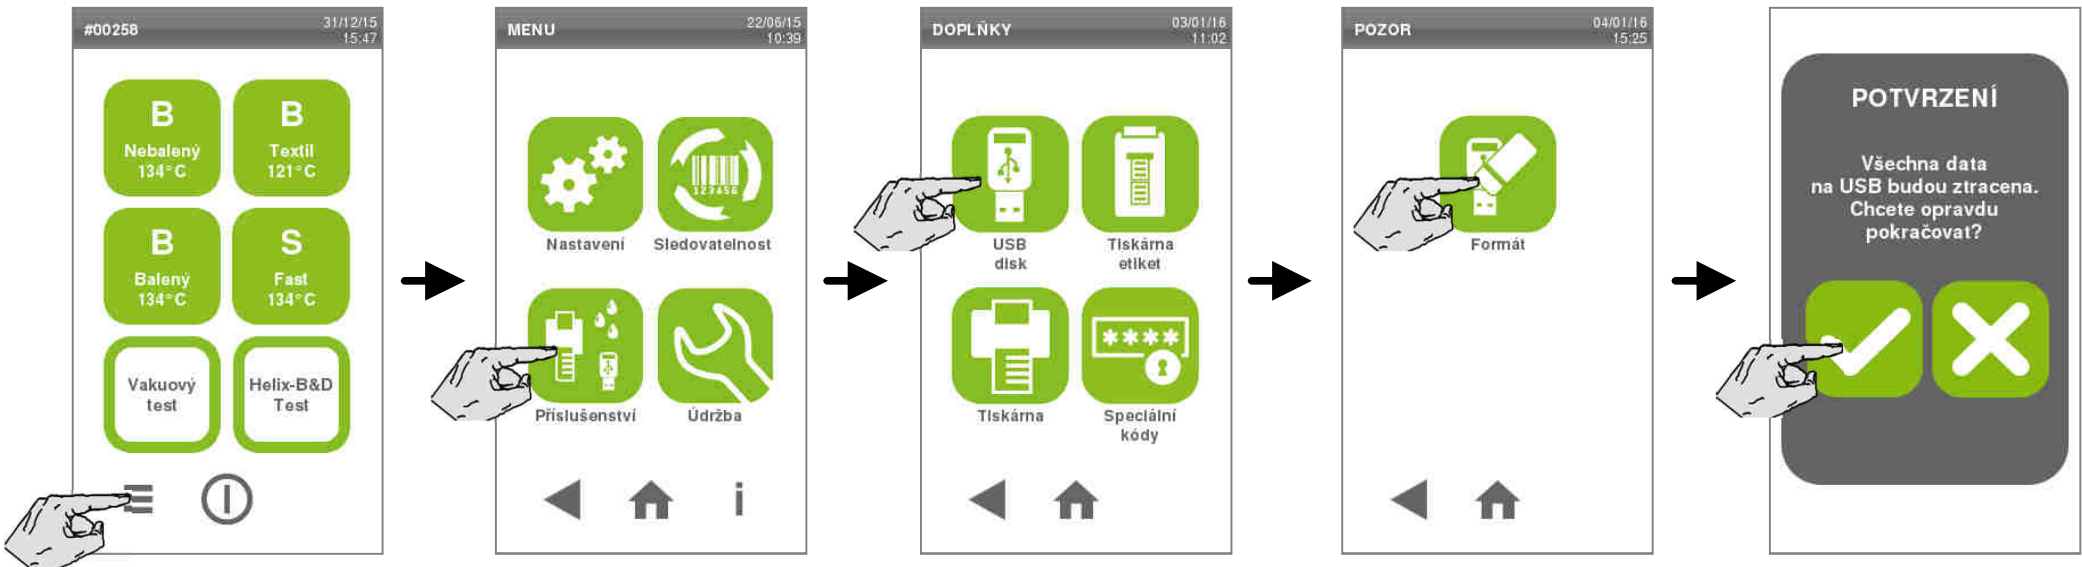 #00258
31/12/15
15:47
B
Nebalený
134°C
B
Textil
121°C
B
Balený
134°C
S
Fast
134°C
Vakuový
test
Helix-B&D
Test
MENU
22/06/15
10:39
123456
Nastavení
Sledovatelnost
Příslušenství
Údržba
i
DOPLŇKY
03/01/16
11:02
USB
disk
Tiskárna
etiket
****
Tiskárna
Speciální
kódy
POZOR
04/01/16
15:25
Formát
POTVRZENÍ
Všechna data
na USB budou ztracena.
Chcete opravdu
pokračovat?